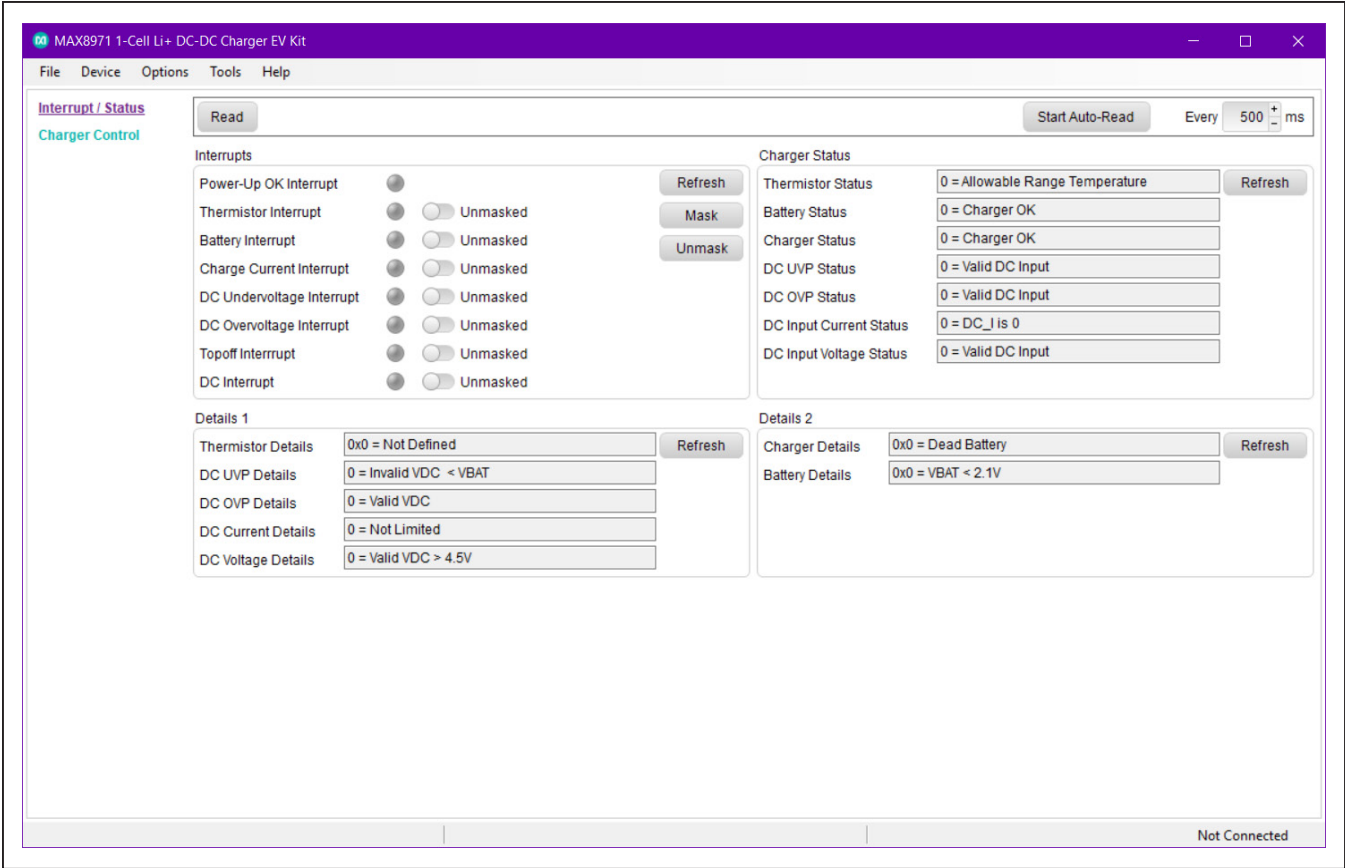 MAX8971 1-Cell Li+ DC-DC Charger EV Kit
File Device Options Tools Help
Interrupt / Status
Charger Control
Read
Start Auto-Read Every 500 + - ms
Interrupts
Power-Up OK Interrupt Refresh
Thermistor Interrupt Unmasked Mask
Battery Interrupt Unmasked Unmask
Charge Current Interrupt Unmasked
DC Undervoltage Interrupt Unmasked
DC Overvoltage Interrupt Unmasked
Topoff Interrrupt Unmasked
DC Interrupt Unmasked
Charger Status
Thermistor Status 0 = Allowable Range Temperature Refresh
Battery Status 0 = Charger OK
Charger Status 0 = Charger OK
DC UVP Status 0 = Valid DC Input
DC OVP Status 0 = Valid DC Input
DC Input Current Status 0 = DC_I is 0
DC Input Voltage Status 0 = Valid DC Input
Details 1
Thermistor Details 0x0 = Not Defined Refresh
DC UVP Details 0 = Invalid VDC < VBAT
DC OVP Details 0 = Valid VDC
DC Current Details 0 = Not Limited
DC Voltage Details 0 = Valid VDC > 4.5V
Details 2
Charger Details 0x0 = Dead Battery Refresh
Battery Details 0x0 = VBAT < 2.1V
Not Connected